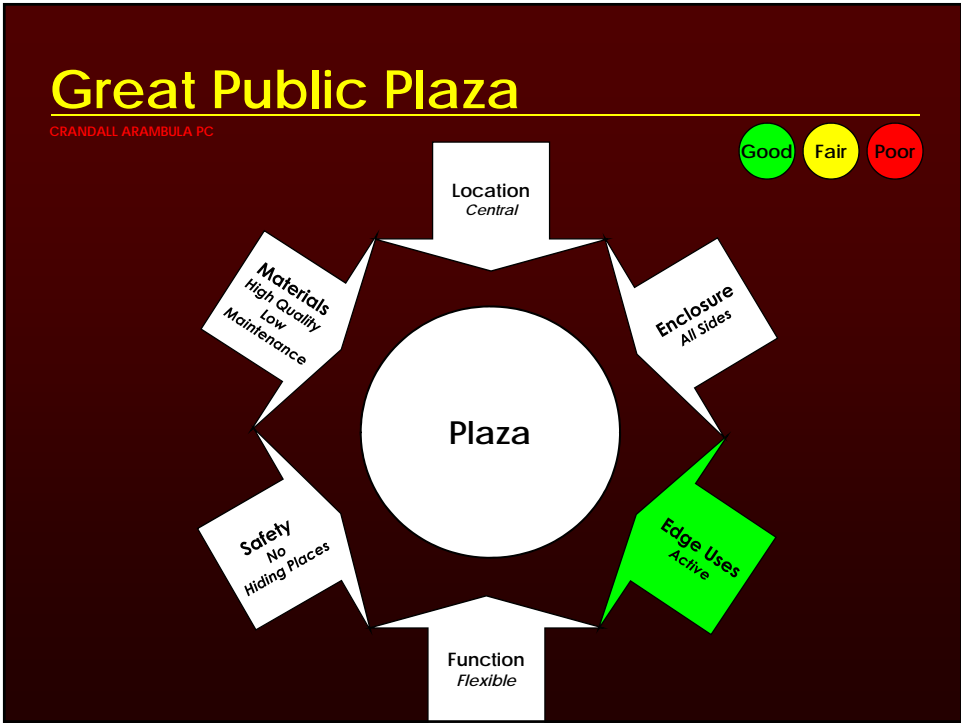 Great Public Plaza
CRANDALL ARAMBULA PC
Good
Fair
Poor
Location
Central
Materials
High Quality
Low
Maintenance
Enclosure
All Sides
Plaza
Safety
No
Hiding Places
Edge Uses
Active
Function
Flexible